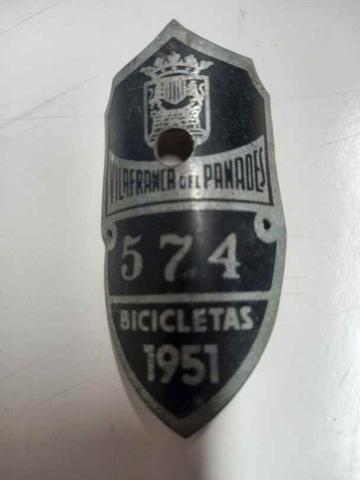 VILAFRANCA DEL PANADES
574
BICICLETAS
1951